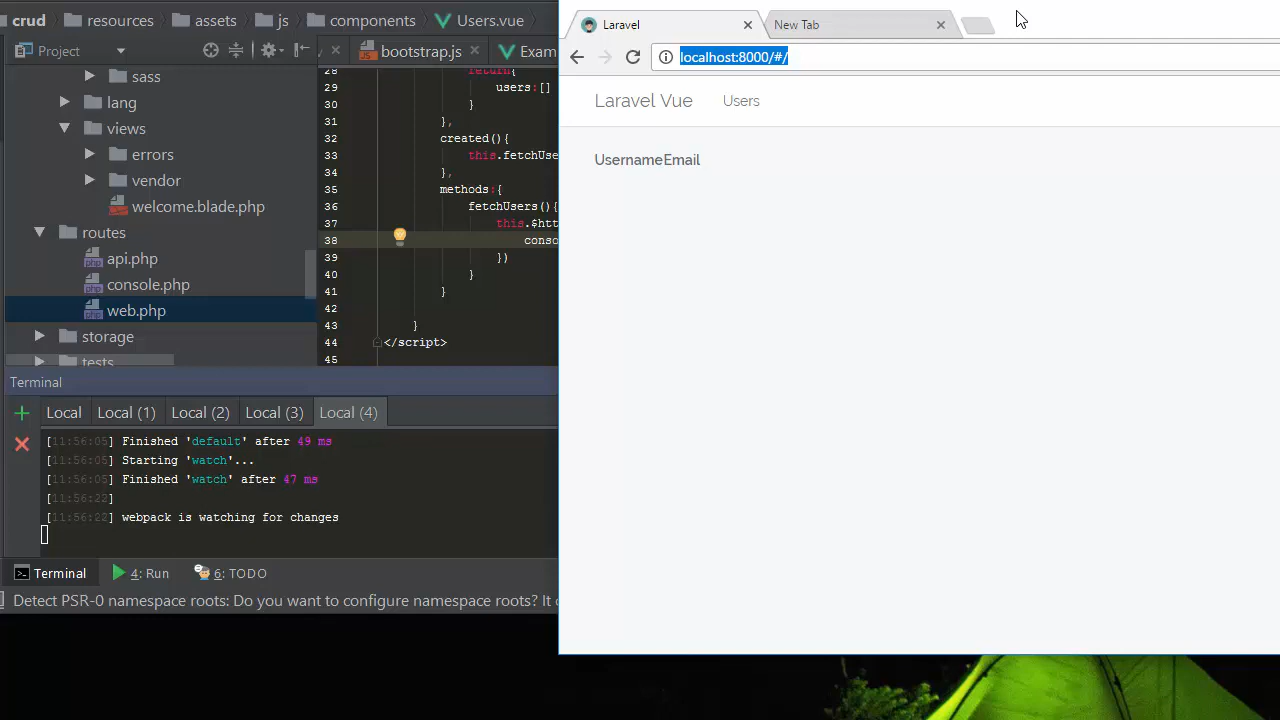 crud resources assets js components Users.vue
Project
sass
lang
views
errors
vendor
welcome.blade.php
routes
api.php
console.php
web.php
storage
tests
bootstrap.js Exam
28 return{
29 users:[]
30 }
31 },
32 created(){
33 this.fetchUse
34 },
35 methods:{
36 fetchUsers(){
37 this.$htt
38 conso
39 })
40 }
41 }
42
43 }
44 </script>
45
Terminal
Local Local (1) Local (2) Local (3) Local (4)
[11:56:05] Finished 'default' after 49 ms
[11:56:05] Starting 'watch'...
[11:56:05] Finished 'watch' after 47 ms
[11:56:22]
[11:56:22] webpack is watching for changes
Terminal 4: Run 6: TODO
Detect PSR-0 namespace roots: Do you want to configure namespace roots? It c
Laravel New Tab
localhost:8000/#/
Laravel Vue Users
UsernameEmail